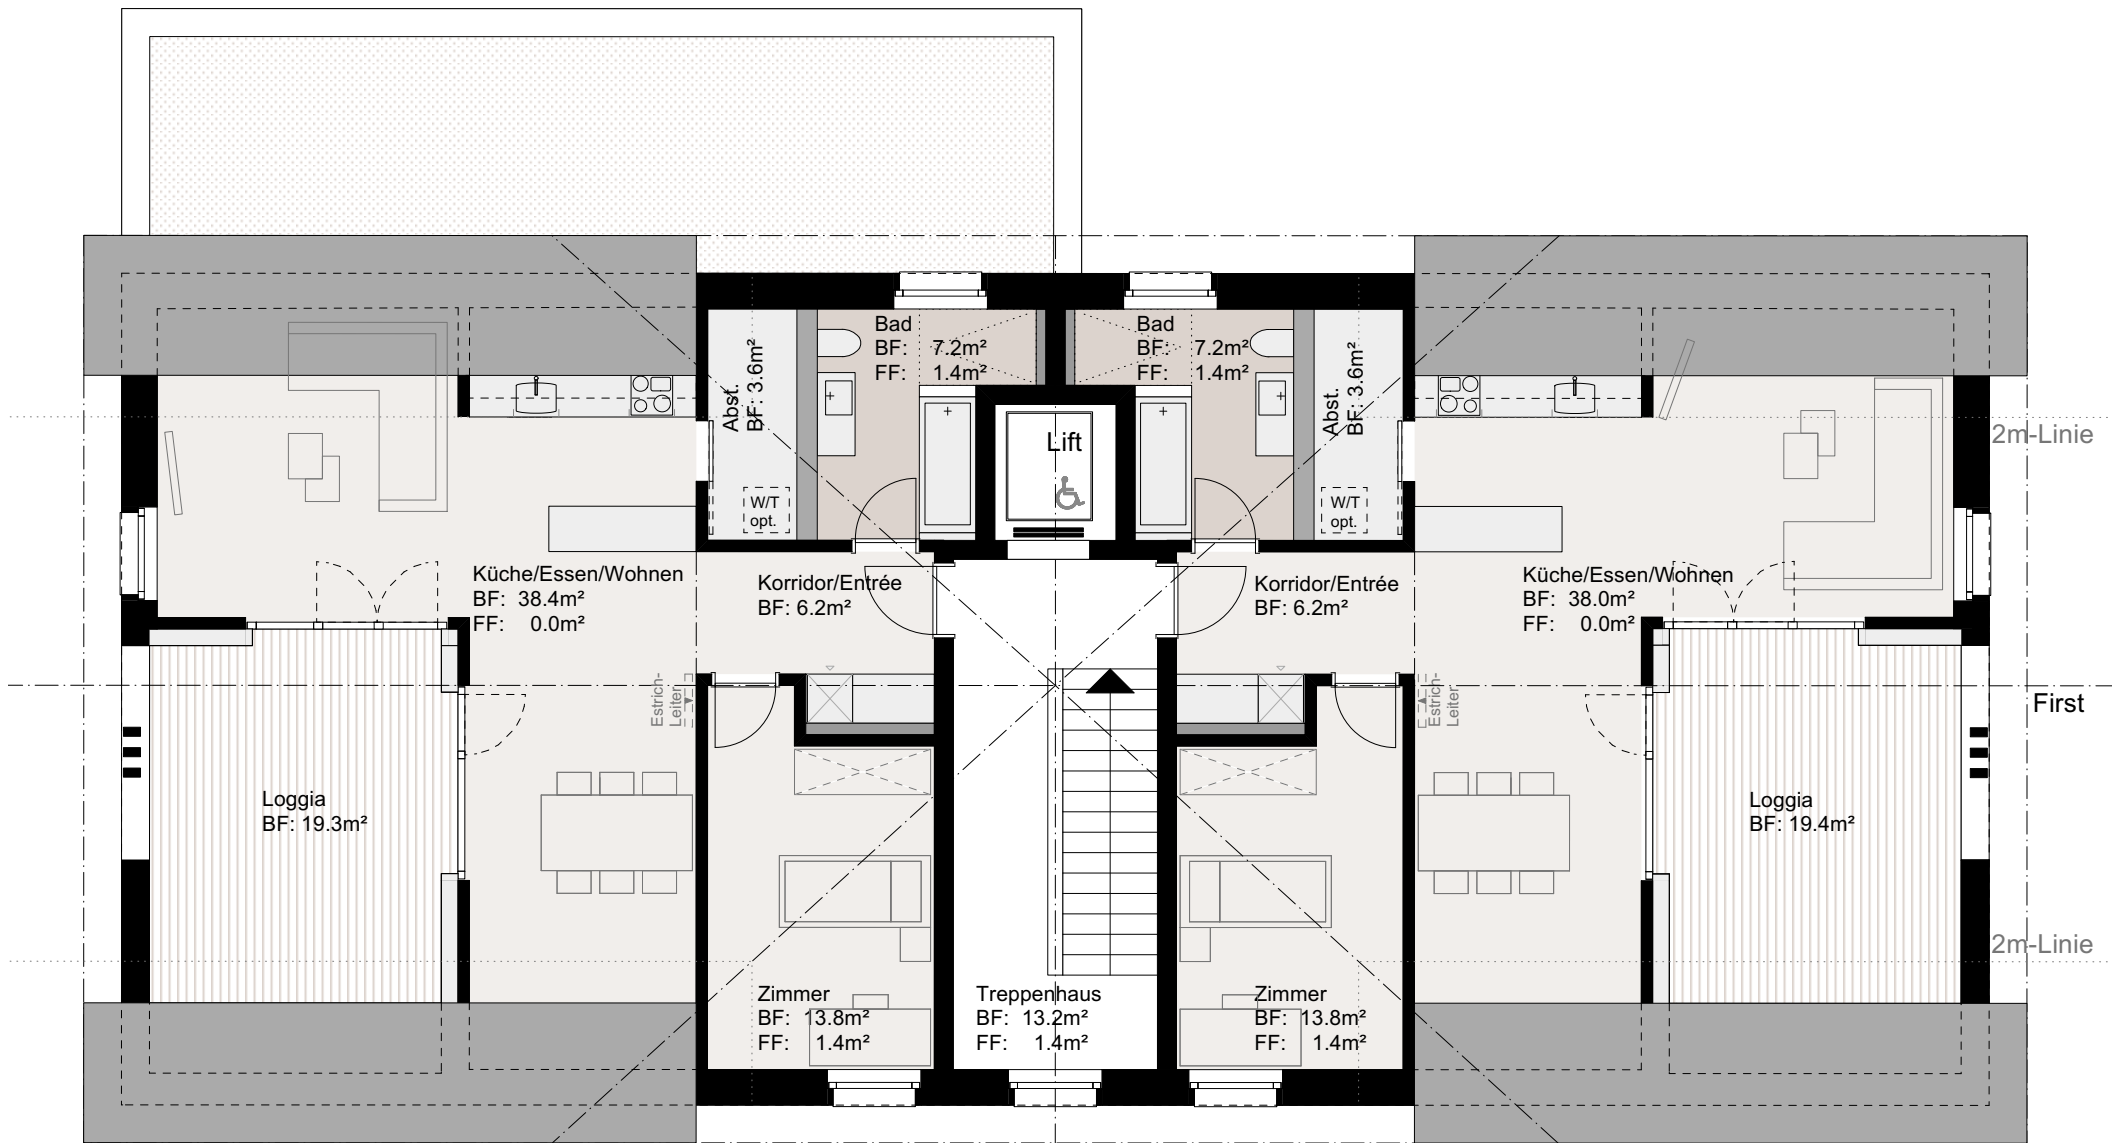 Bad
BF: 7.2m²
FF: 1.4m²
Bad
BF: 7.2m²
FF: 1.4m²
Abst.
BF: 3.6m²
Abst.
BF: 3.6m²
Lift
2m-Linie
W/T
opt.
W/T
opt.
Küche/Essen/Wohnen
BF: 38.4m²
FF: 0.0m²
Korridor/Entrée
BF: 6.2m²
Korridor/Entrée
BF: 6.2m²
Küche/Essen/Wohnen
BF: 38.0m²
FF: 0.0m²
Estrich-
Leiter
Estrich-
Leiter
First
Loggia
BF: 19.3m²
Loggia
BF: 19.4m²
2m-Linie
Zimmer
BF: 13.8m²
FF: 1.4m²
Treppenhaus
BF: 13.2m²
FF: 1.4m²
Zimmer
BF: 13.8m²
FF: 1.4m²